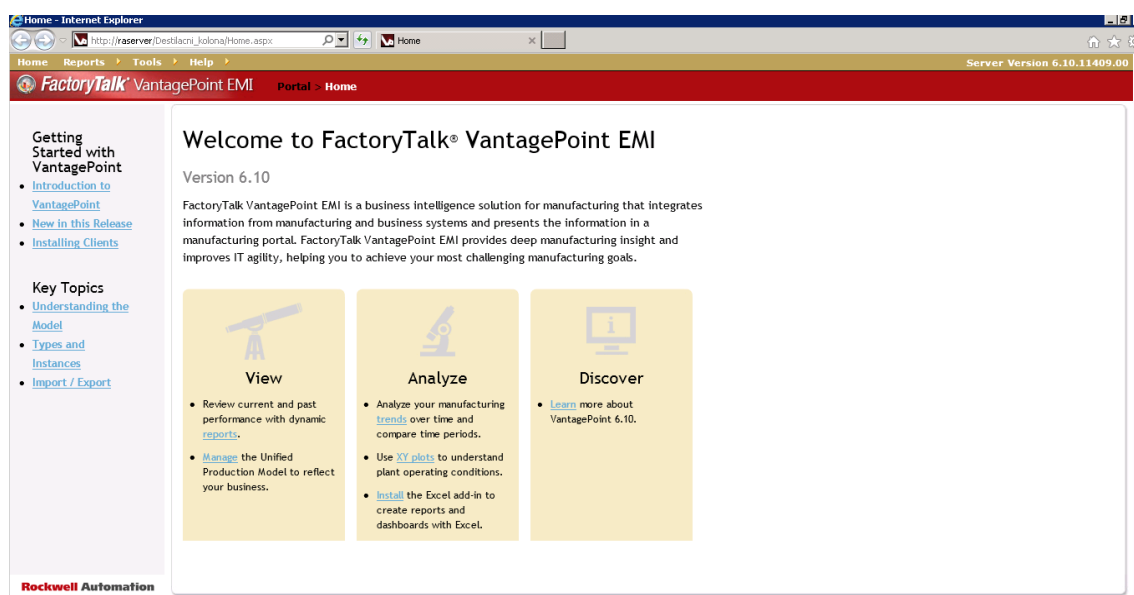 Home - Internet Explorer
http://raserver/Destilacni_kolona/Home.aspx
Home
Home Reports Tools Help
Server Version 6.10.11409.00
FactoryTalk® VantagePoint EMI Portal > Home
Getting
Started with
VantagePoint
Introduction to
VantagePoint
New in this Release
Installing Clients
Key Topics
Understanding the
Model
Types and
Instances
Import / Export
Rockwell Automation
Welcome to FactoryTalk® VantagePoint EMI
Version 6.10
FactoryTalk VantagePoint EMI is a business intelligence solution for manufacturing that integrates
information from manufacturing and business systems and presents the information in a
manufacturing portal. FactoryTalk VantagePoint EMI provides deep manufacturing insight and
improves IT agility, helping you to achieve your most challenging manufacturing goals.
View
Review current and past
performance with dynamic
reports.
Manage the Unified
Production Model to reflect
your business.
Analyze
Analyze your manufacturing
trends over time and
compare time periods.
Use XY plots to understand
plant operating conditions.
Install the Excel add-in to
create reports and
dashboards with Excel.
i
Discover
Learn more about
VantagePoint 6.10.